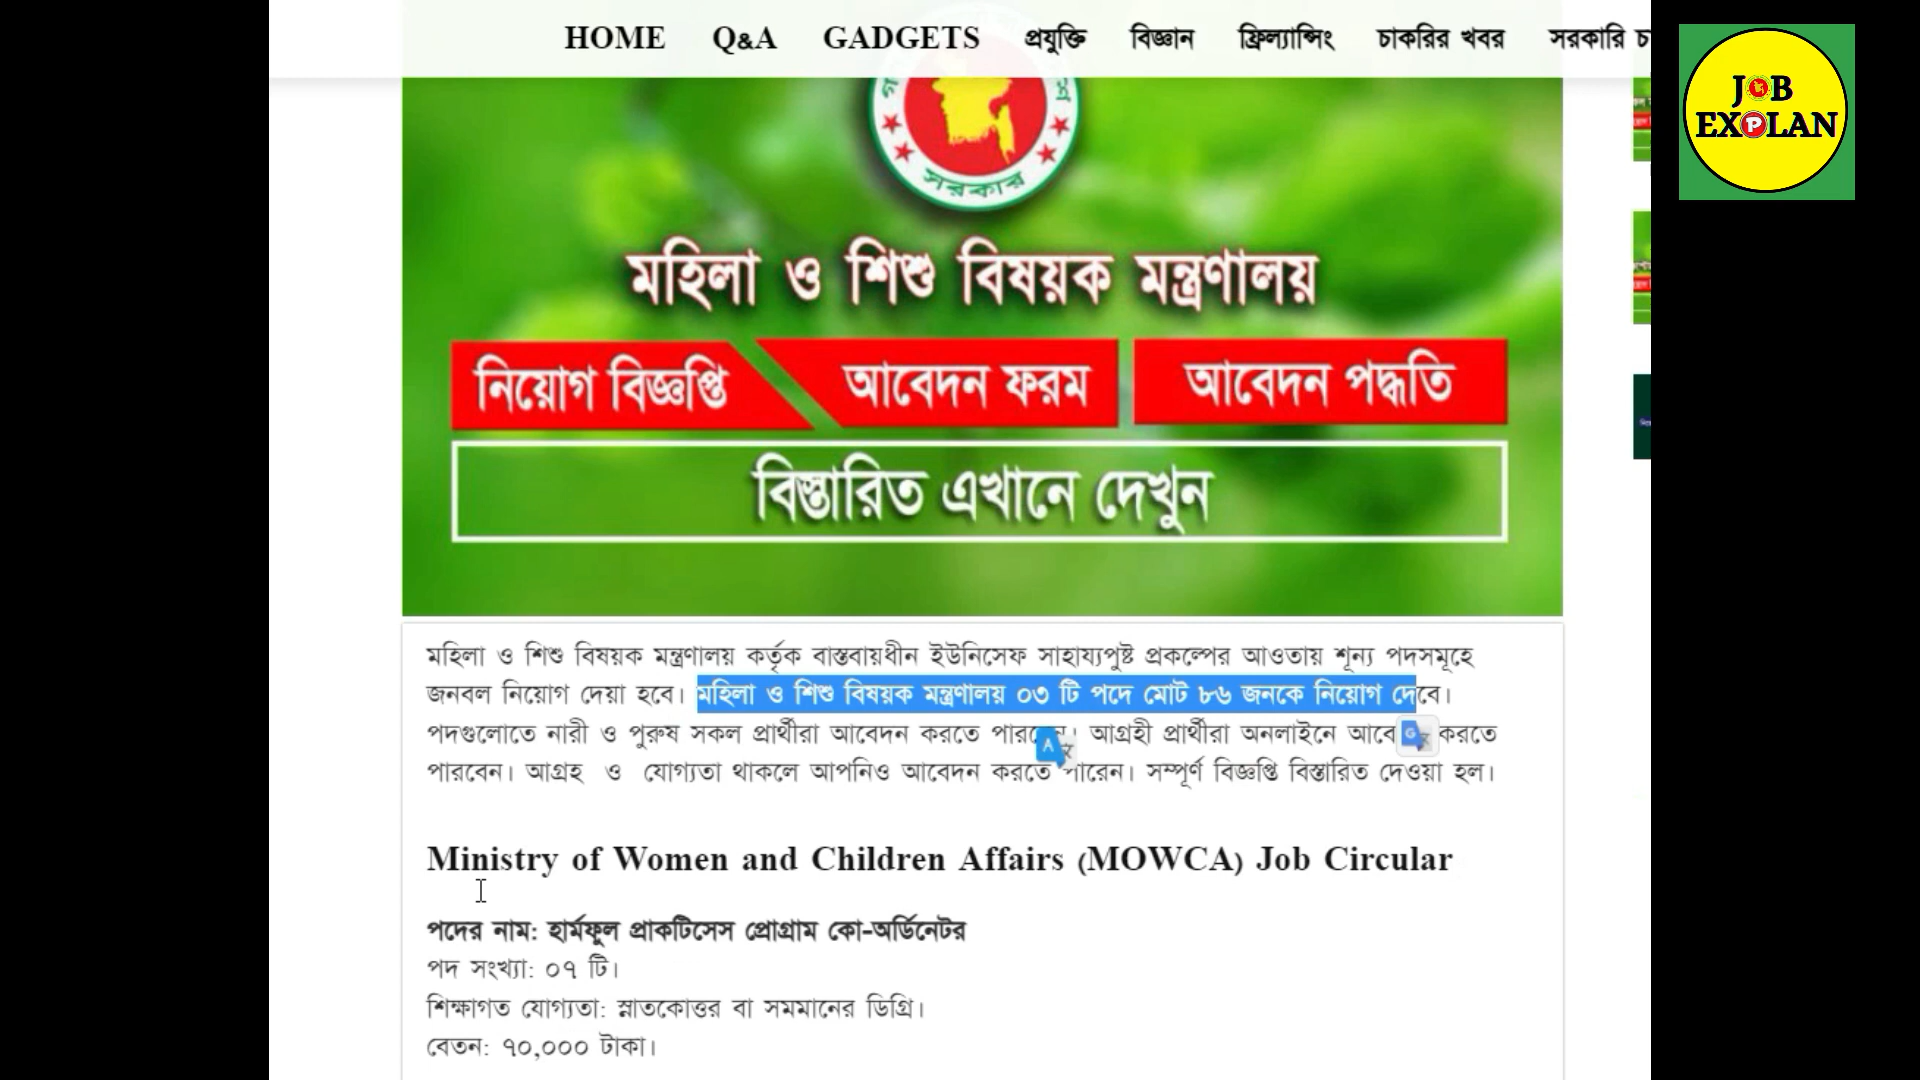 HOME Q&A GADGETS প্রযুক্তি বিজ্ঞান ফ্রিল্যান্সিং চাকরির খবর সরকারি
JOB
EXPLAN
সরকার
মহিলা ও শিশু বিষয়ক মন্ত্রণালয়
নিয়োগ বিজ্ঞপ্তি আবেদন ফরম আবেদন পদ্ধতি
বিস্তারিত এখানে দেখুন
মহিলা ও শিশু বিষয়ক মন্ত্রণালয় কর্তৃক বাস্তবায়ধীন ইউনিসেফ সাহায্যপুষ্ট প্রকল্পের আওতায় শূন্য পদসমূহে
জনবল নিয়োগ দেয়া হবে। মহিলা ও শিশু বিষয়ক মন্ত্রণালয় ০৩ টি পদে মোট ৮৬ জনকে নিয়োগ দেবে।
পদগুলোতে নারী ও পুরুষ সকল প্রার্থীরা আবেদন করতে পারবেন। আগ্রহী প্রার্থীরা অনলাইনে করতে
পারবেন। আগ্রহ ও যোগ্যতা থাকলে আপনিও আবেদন করতে পারেন। সম্পূর্ণ বিজ্ঞপ্তি বিস্তারিত দেওয়া হল।
Ministry of Women and Children Affairs (MOWCA) Job Circular
পদের নাম: হার্মফুল প্রাকটিসেস প্রোগ্রাম কো-অর্ডিনেটর
পদ সংখ্যা: ০৭ টি।
শিক্ষাগত যোগ্যতা: স্নাতকোত্তর বা সমমানের ডিগ্রি।
বেতন: ৭০,০০০ টাকা।